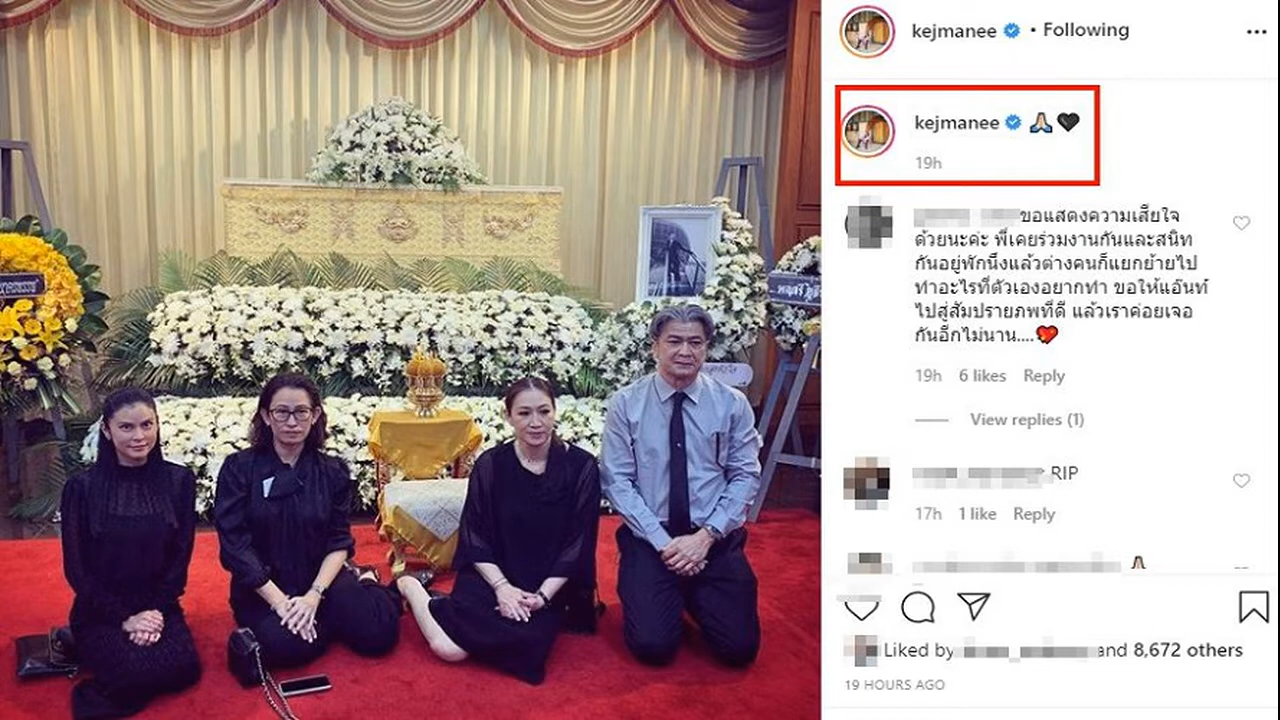 kejmanee • Following
kejmanee 🙏🏼🖤
19h
ขอแสดงความเสียใจ
ด้วยนะค่ะ พี่เคยร่วมงานกันและสนิท
กันอยู่พักนึงแล้วต่างคนก็แยกย้ายไป
ทำอะไรที่ตัวเองอยากทำ ขอให้แอ๊นท์
ไปสู่สัมปรายภพที่ดี แล้วเราค่อยเจอ
กันอีกไม่นาน....💖
19h 6 likes Reply
View replies (1)
RIP
17h 1 like Reply
🙏🏼
Liked by and 8,672 others
19 HOURS AGO